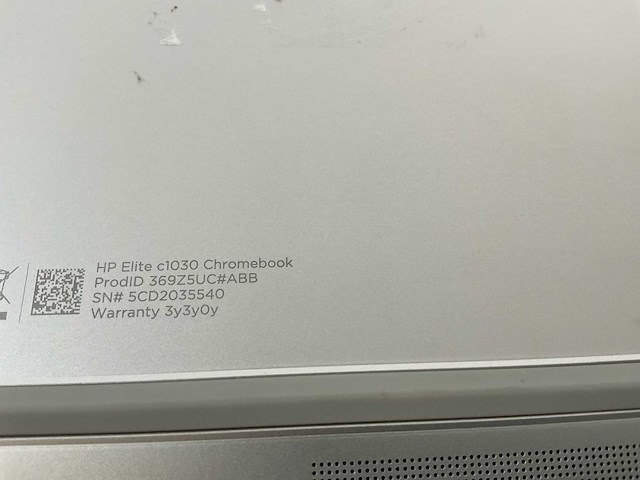 HP Elite c1030 Chromebook
ProdID 369Z5UC#ABB
SN# 5CD2035540
Warranty 3y3y0y